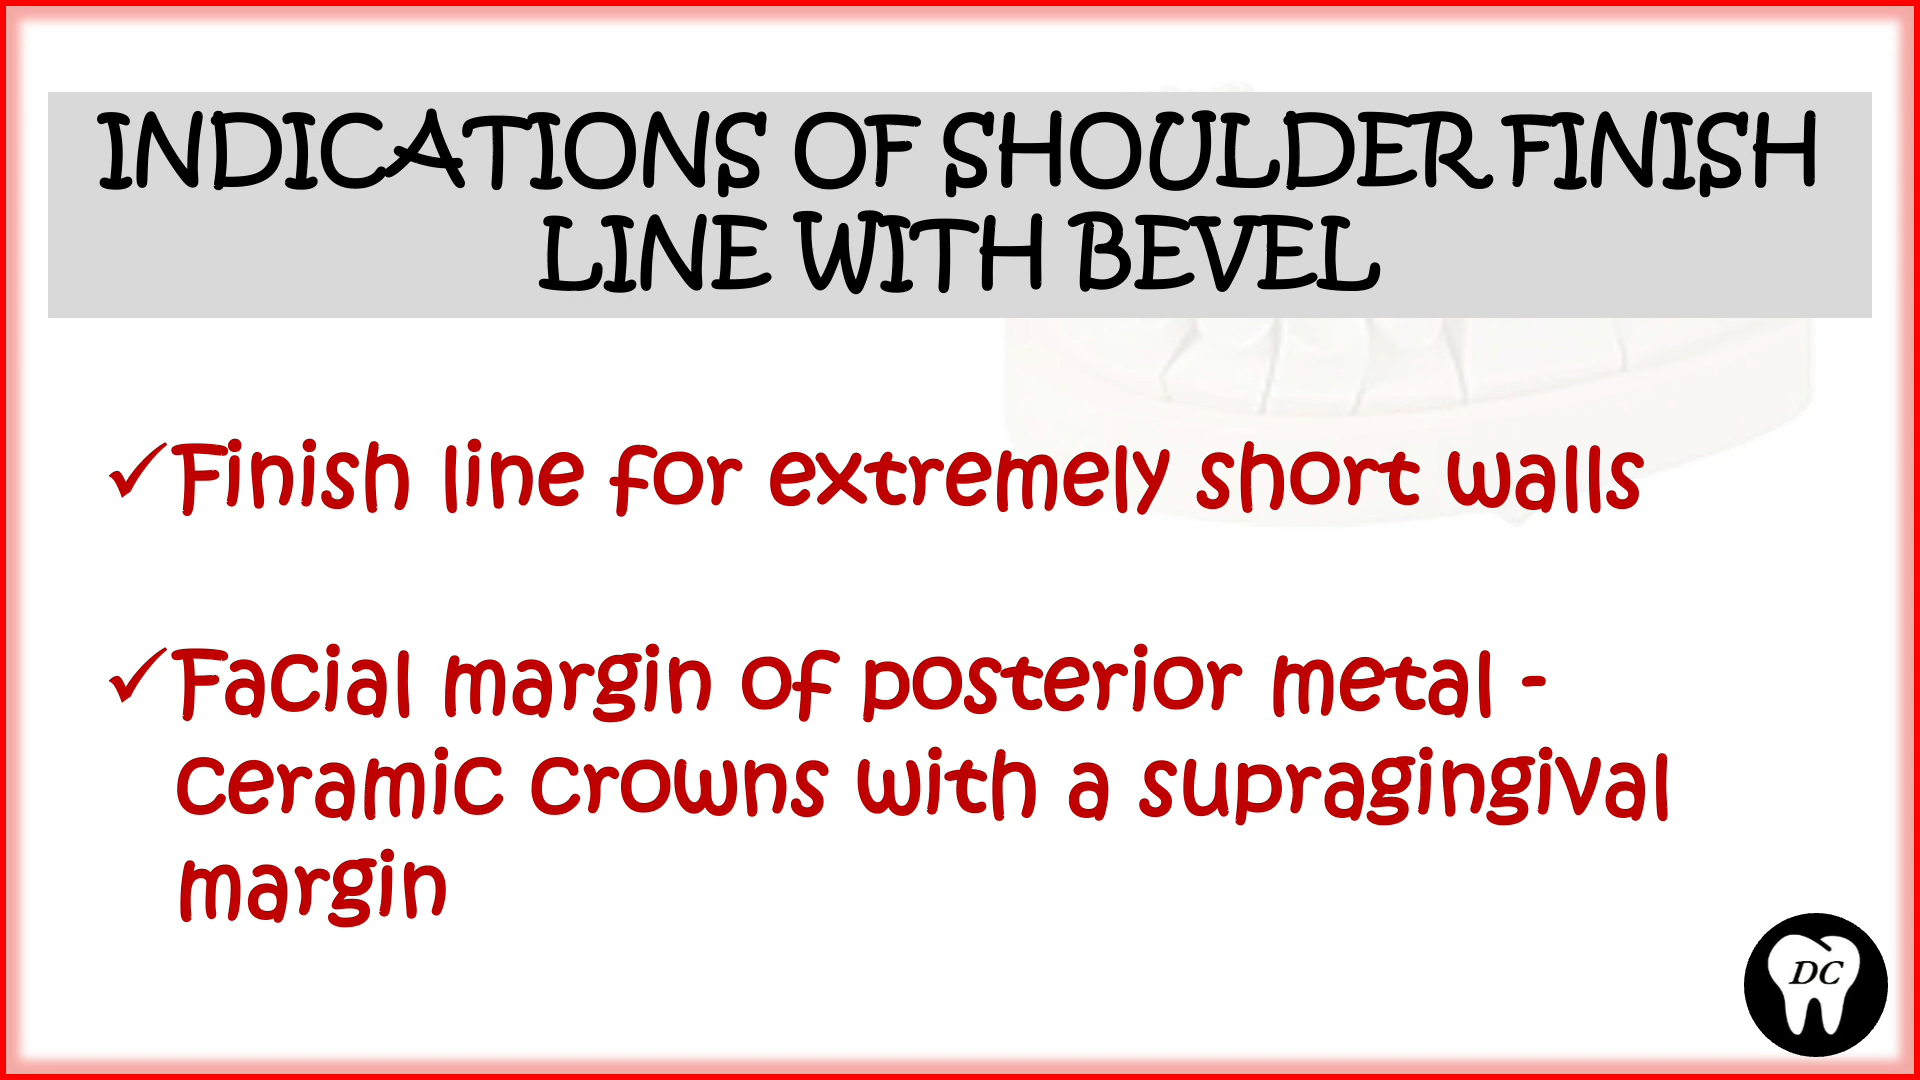 INDICATIONS OF SHOULDER FINISH
LINE WITH BEVEL
✓Finish line for extremely short walls
✓Facial margin of posterior metal -
ceramic crowns with a supragingival
margin
DC